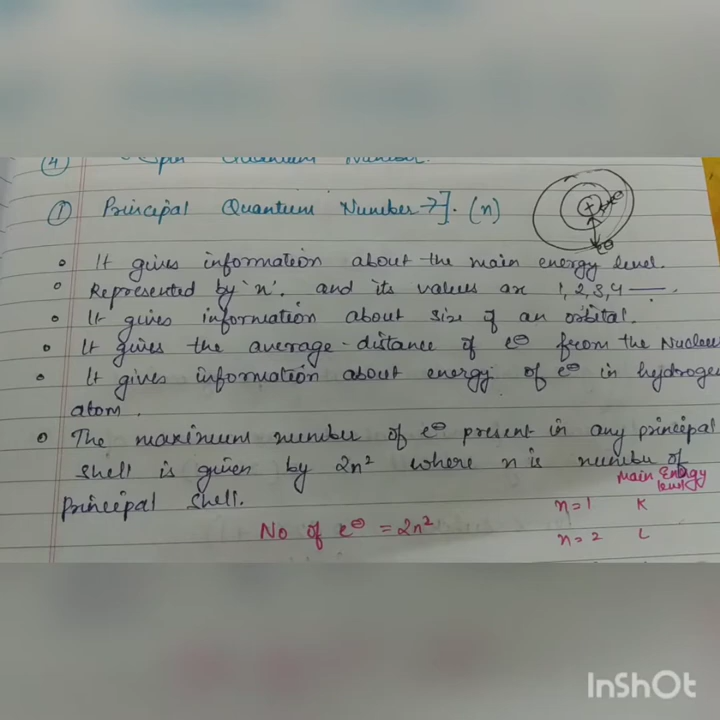 (4) Spin Quantum Number.
(1) Principal Quantum Number →]. (n)
o It gives information about the main energy level.
o Represented by 'n'. and its values are 1, 2, 3, 4 —.
o It gives information about size of an orbital.
o It gives the average-distance of e⊖ from the Nucleus
o It gives information about energy of e⊖ in hydrogen
atom.
o The maximum number of e⊖ present in any principal
shell is given by 2n² where n is number of
principal shell.
Main Energy
level
n=1 K
No of e⊖ = 2n²
n=2 L
InShOt